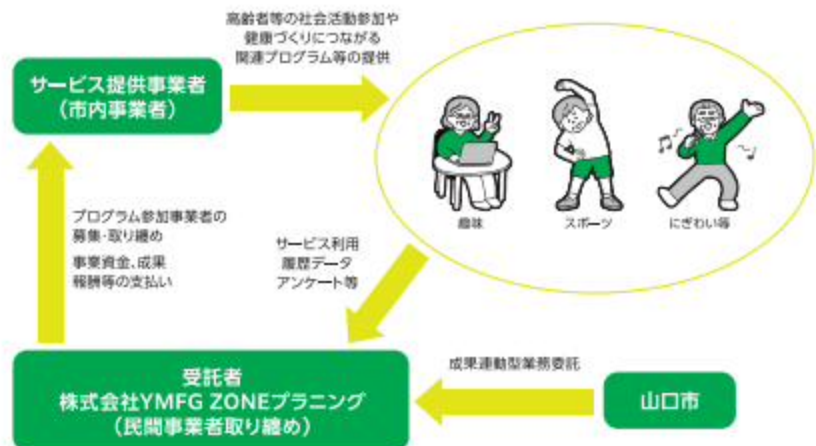 高齢者等の社会活動参加や
健康づくりにつながる
関連プログラム等の提供
サービス提供事業者
(市内事業者)
趣味
スポーツ
にぎわい等
プログラム参加事業者の
募集・取り纏め
事業資金、成果
報酬等の支払い
サービス利用
履歴データ
アンケート等
受託者
株式会社YMFG ZONEプラニング
(民間事業者取り纏め)
成果連動型業務委託
山口市